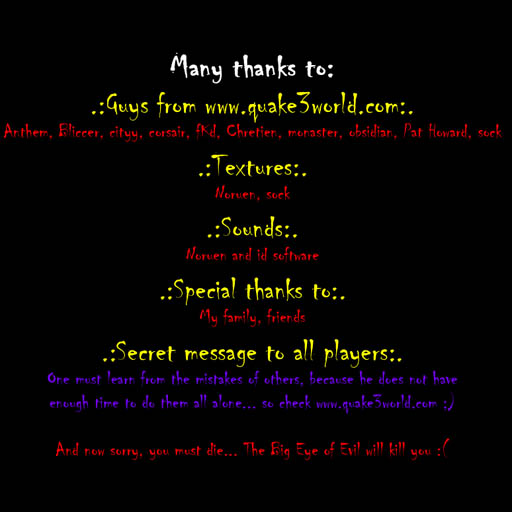 Many thanks to:
.:Guys from www.quake3world.com:.
Anthem, Bliccer, cityy, corsair, fKd, Chretien, monaster, obsidian, Pat Howard, sock
.:Textures:.
Noruen, sock
.:Sounds:.
Noruen and id software
.:Special thanks to:.
My family, friends
.:Secret message to all players:.
One must learn from the mistakes of others, because he does not have
enough time to do them all alone... so check www.quake3world.com ;)
And now sorry, you must die... The Big Eye of Evil will kill you :(